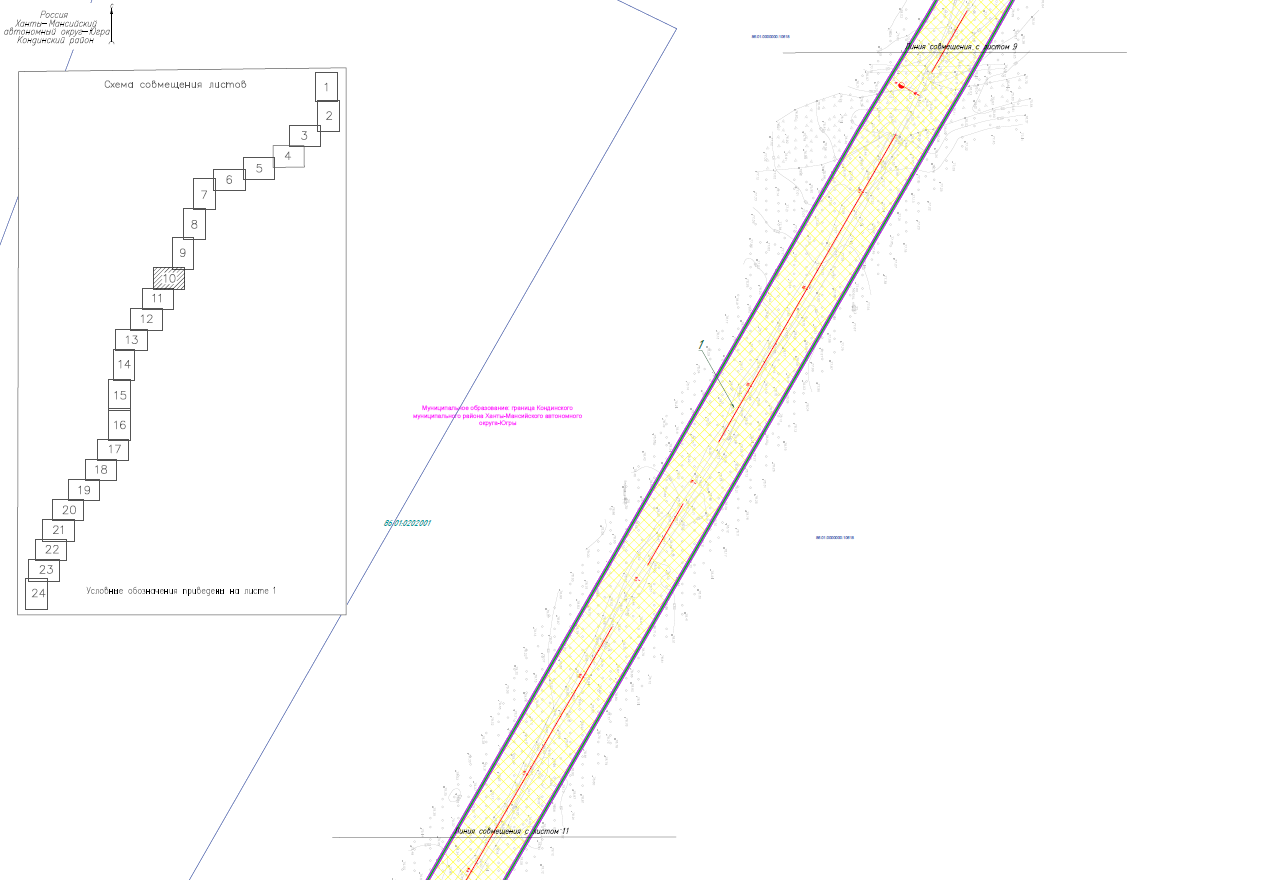 Россия
Ханты-Мансийский
автономный округ-Югра
Кондинский район
Схема совмещения листов
1
2
3
4
5
6
7
8
9
10
11
12
13
14
15
16
17
18
19
20
21
22
23
24
Условные обозначения приведены на листе 1
Линия совмещения с листом 9
1
Муниципальное образование: граница Кондинского
муниципального района Ханты-Мансийского автономного
округа-Югры
86:01:0202001
Линия совмещения с листом 11